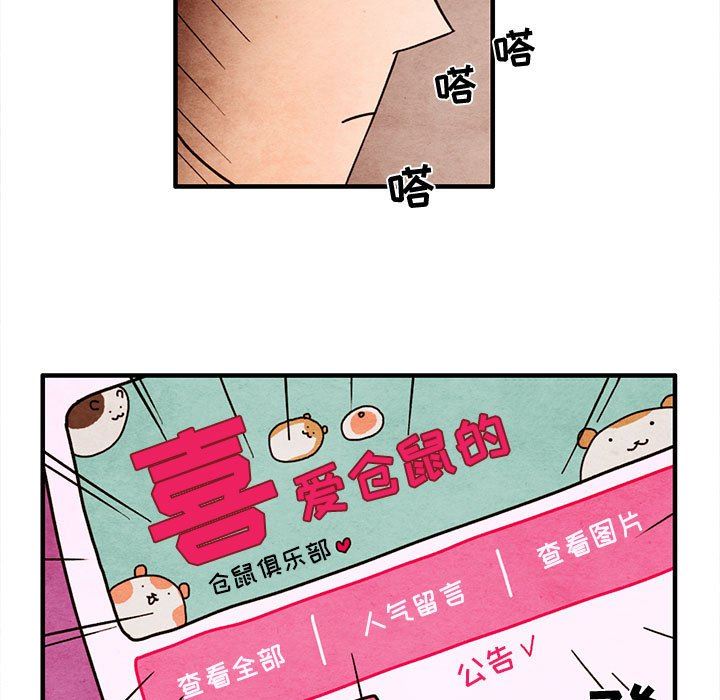 嗒
嗒
嗒
喜爱仓鼠的
仓鼠俱乐部
查看全部 | 人气留言 | 查看图片
公告∨